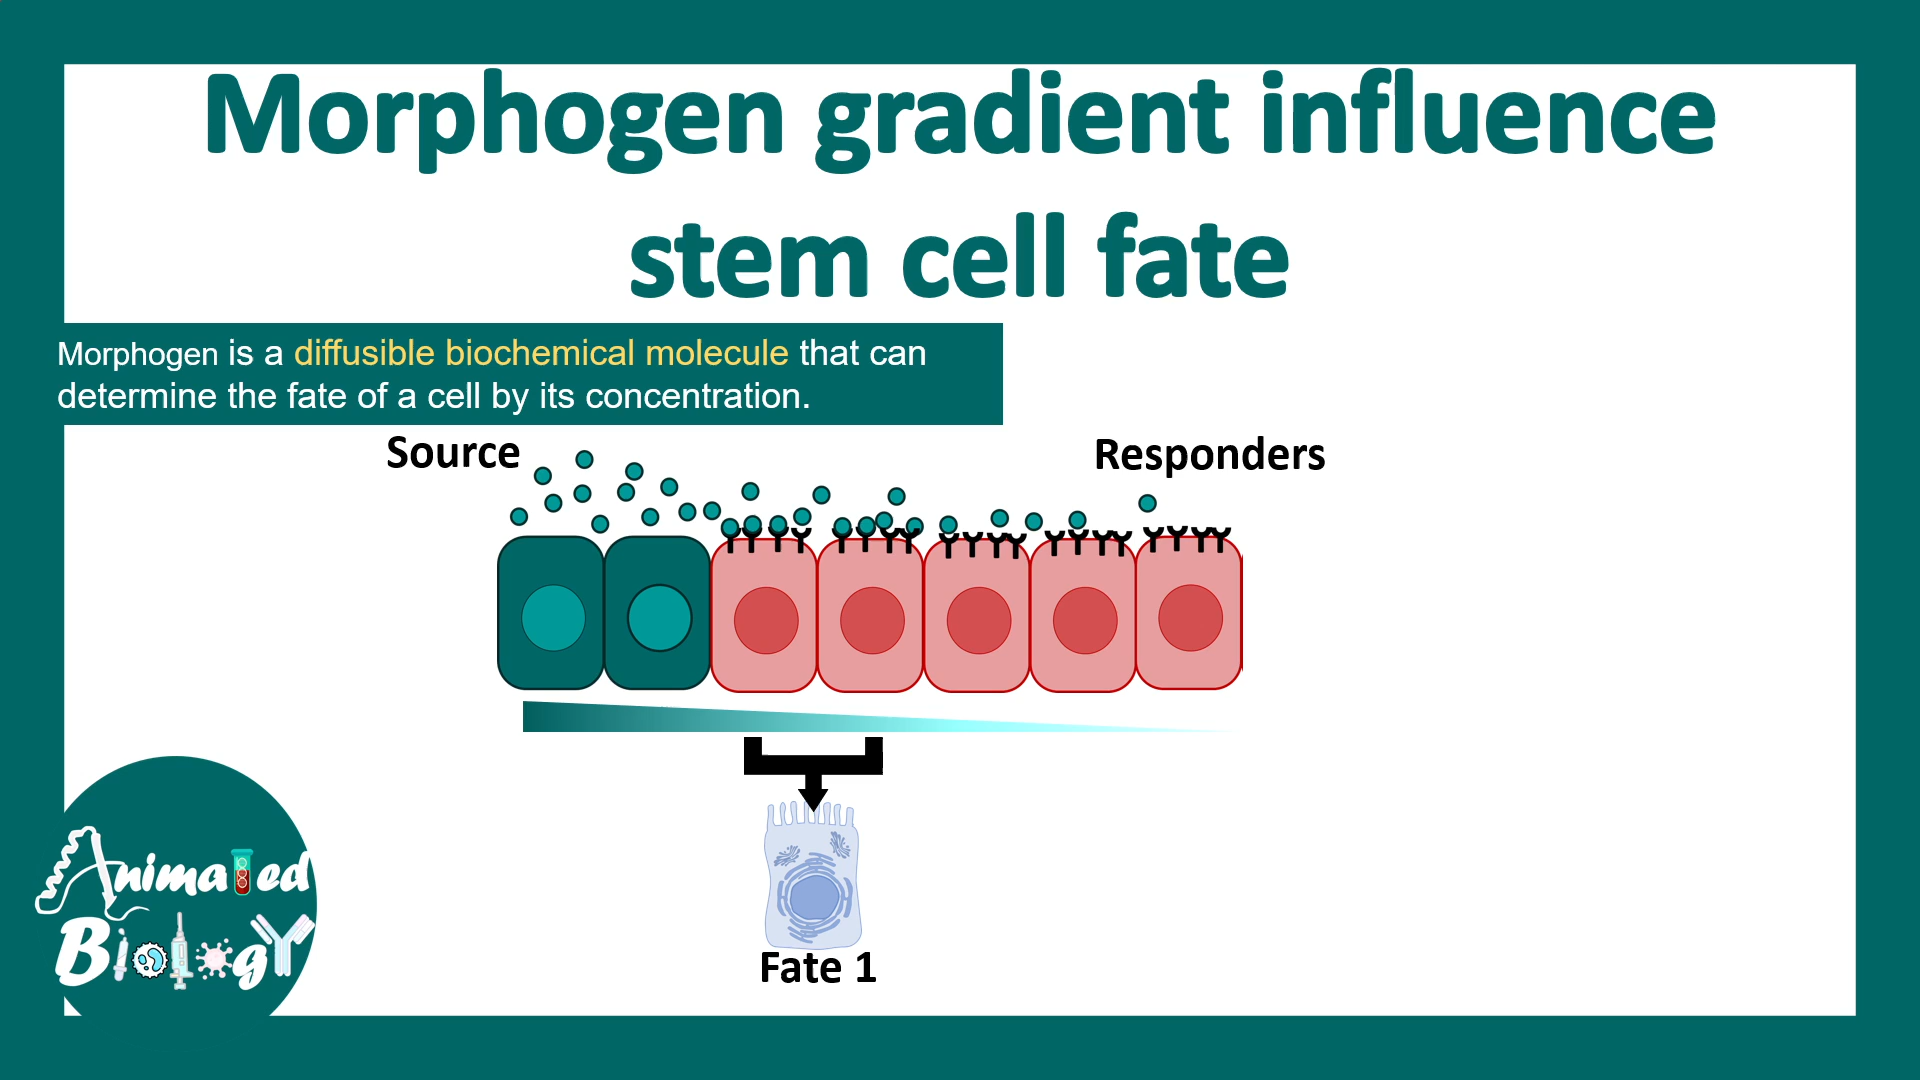 Morphogen gradient influence
stem cell fate
Morphogen is a diffusible biochemical molecule that can
determine the fate of a cell by its concentration.
Source
Responders
Fate 1
Animated
Biology